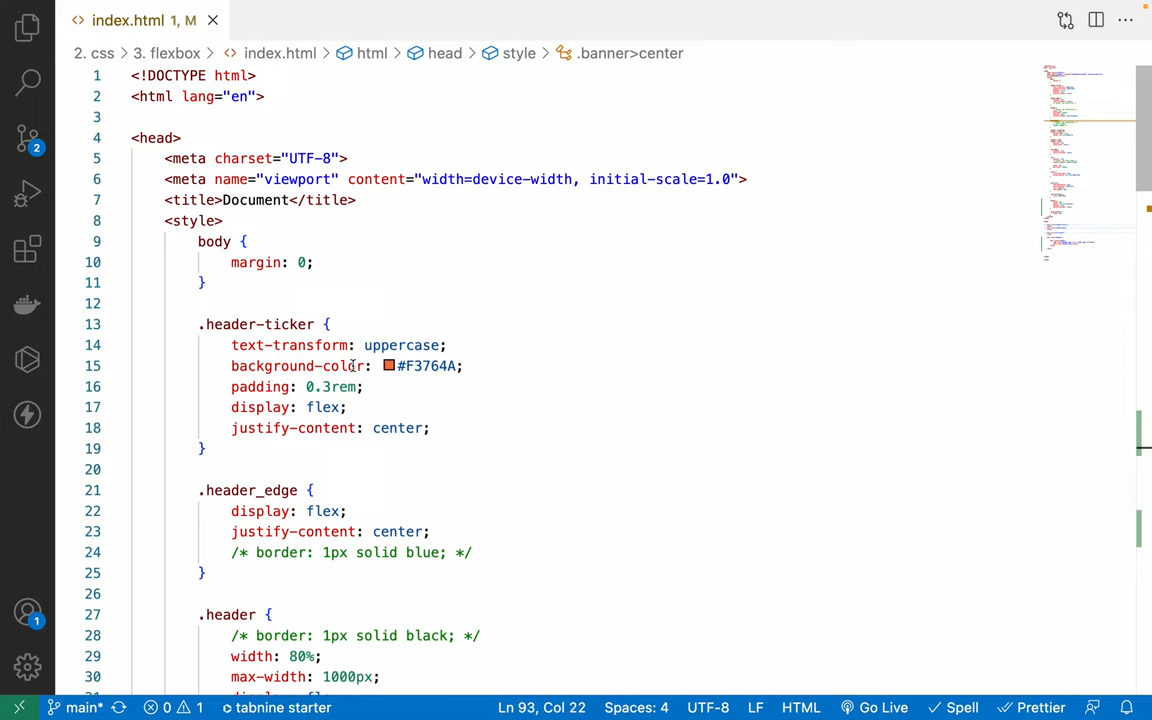 index.html 1, M
2. css > 3. flexbox > index.html > html > head > style > .banner>center
1 <!DOCTYPE html>
2 <html lang="en">
3
4 <head>
5 <meta charset="UTF-8">
6 <meta name="viewport" content="width=device-width, initial-scale=1.0">
7 <title>Document</title>
8 <style>
9 body {
10 margin: 0;
11 }
12
13 .header-ticker {
14 text-transform: uppercase;
15 background-color: #F3764A;
16 padding: 0.3rem;
17 display: flex;
18 justify-content: center;
19 }
20
21 .header_edge {
22 display: flex;
23 justify-content: center;
24 /* border: 1px solid blue; */
25 }
26
27 .header {
28 /* border: 1px solid black; */
29 width: 80%;
30 max-width: 1000px;
2
1
main* 0 1 tabnine starter Ln 93, Col 22 Spaces: 4 UTF-8 LF HTML Go Live Spell Prettier